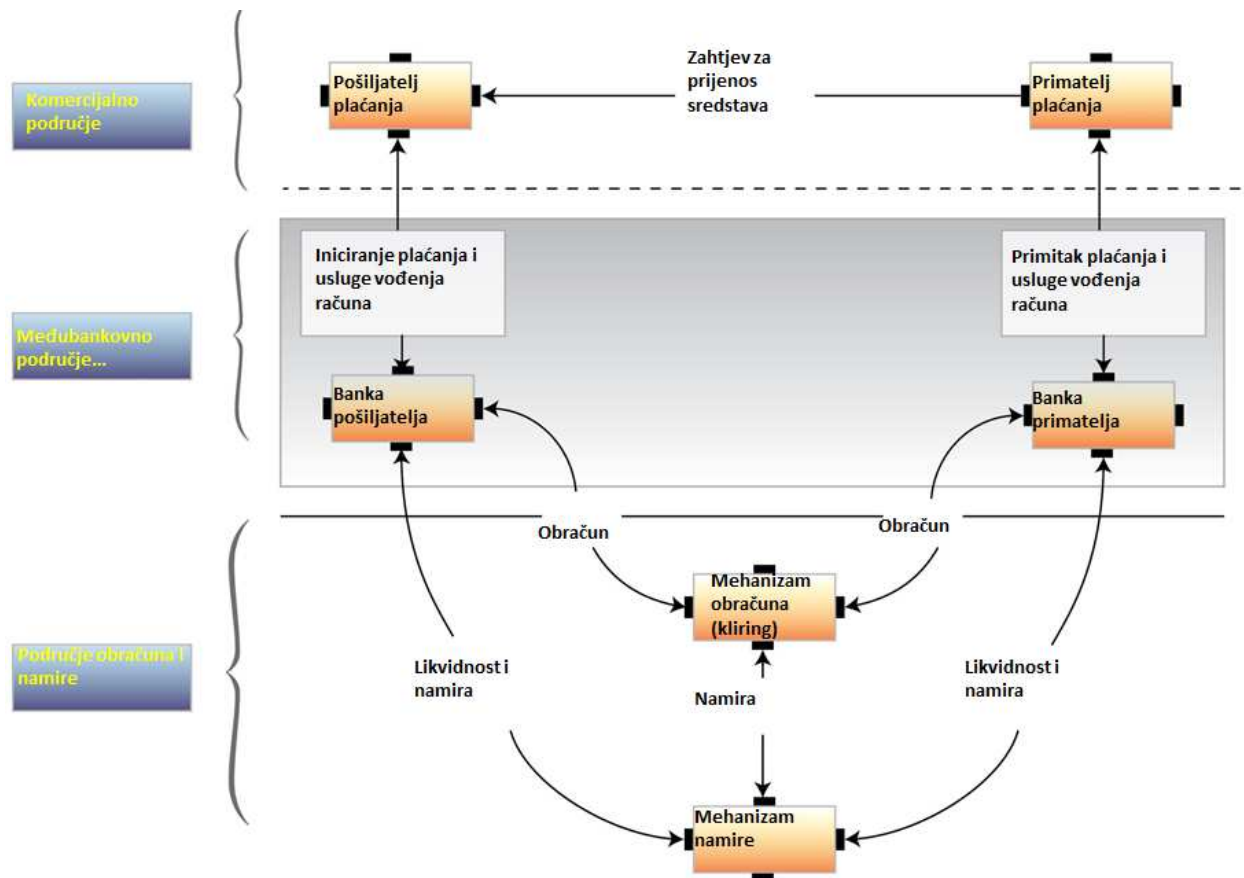 Komercijalno
područje
Pošiljatelj
plaćanja
Zahtjev za
prijenos
sredstava
Primatelj
plaćanja
Međubankovno
područje...
Iniciranje plaćanja i
usluge vođenja
računa
Primitak plaćanja i
usluge vođenja
računa
Banka
pošiljatelja
Banka
primatelja
Obračun
Obračun
Područje obračuna I
namire
Mehanizam
obračuna
(kliring)
Likvidnost i
namira
Namira
Likvidnost i
namira
Mehanizam
namire